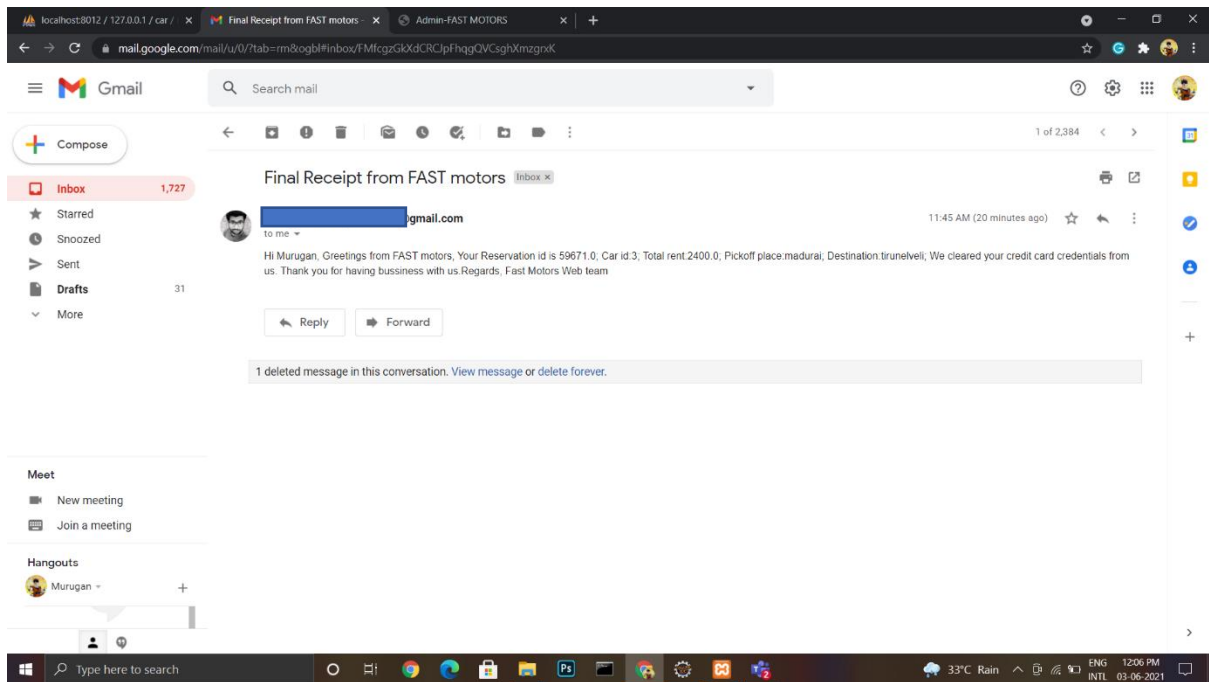 localhost:8012 / 127.0.0.1 / car /
Final Receipt from FAST motors -
Admin-FAST MOTORS
mail.google.com/mail/u/0/?tab=rm&ogbl#inbox/FMfcgzGkXdCRCJpFhqgQVCsghXmzgrxK
Gmail
Search mail
Compose
1 of 2,384
Inbox 1,727
Starred
Snoozed
Sent
Drafts 31
More
Final Receipt from FAST motors Inbox x
@gmail.com
11:45 AM (20 minutes ago)
to me
Hi Murugan, Greetings from FAST motors, Your Reservation id is 59671.0; Car id:3; Total rent:2400.0; Pickoff place:madurai; Destination:tirunelveli; We cleared your credit card credentials from
us. Thank you for having bussiness with us.Regards, Fast Motors Web team
Reply Forward
1 deleted message in this conversation. View message or delete forever.
Meet
New meeting
Join a meeting
Hangouts
Murugan
Type here to search
Ps
33°C Rain
ENG
INTL
12:06 PM
03-06-2021